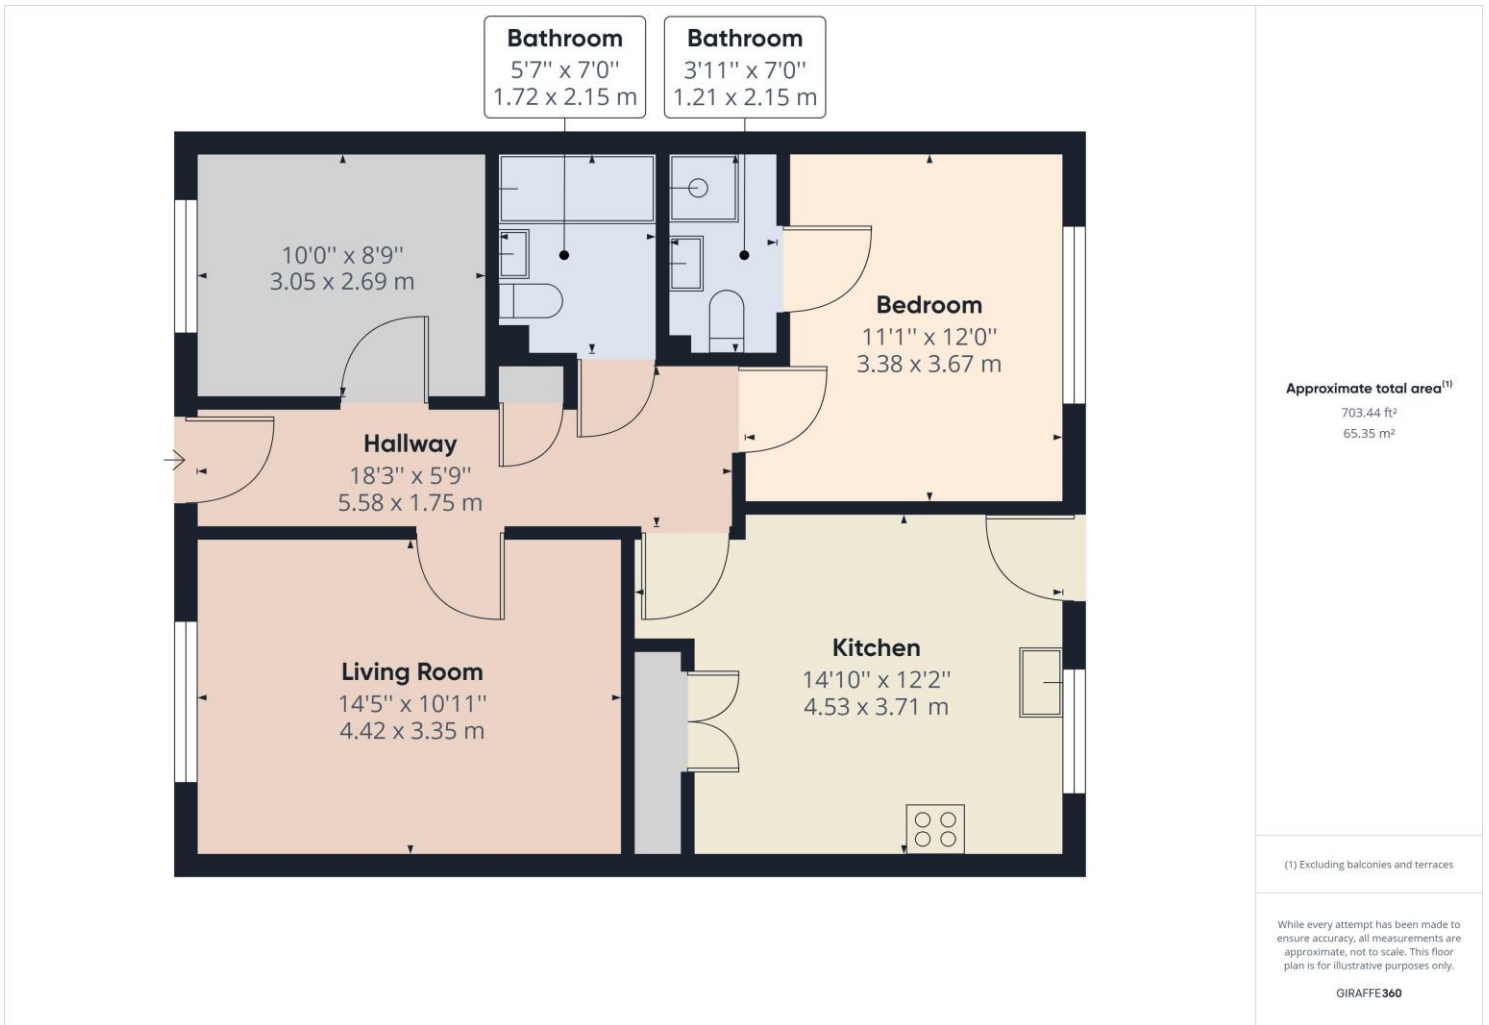 Bathroom
5'7'' x 7'0''
1.72 x 2.15 m
Bathroom
3'11'' x 7'0''
1.21 x 2.15 m
10'0'' x 8'9''
3.05 x 2.69 m
Bedroom
11'1'' x 12'0''
3.38 x 3.67 m
Hallway
18'3'' x 5'9''
5.58 x 1.75 m
Living Room
14'5'' x 10'11''
4.42 x 3.35 m
Kitchen
14'10'' x 12'2''
4.53 x 3.71 m
Approximate total area⁽¹⁾
703.44 ft²
65.35 m²
(1) Excluding balconies and terraces
While every attempt has been made to
ensure accuracy, all measurements are
approximate, not to scale. This floor
plan is for illustrative purposes only.
GIRAFFE360